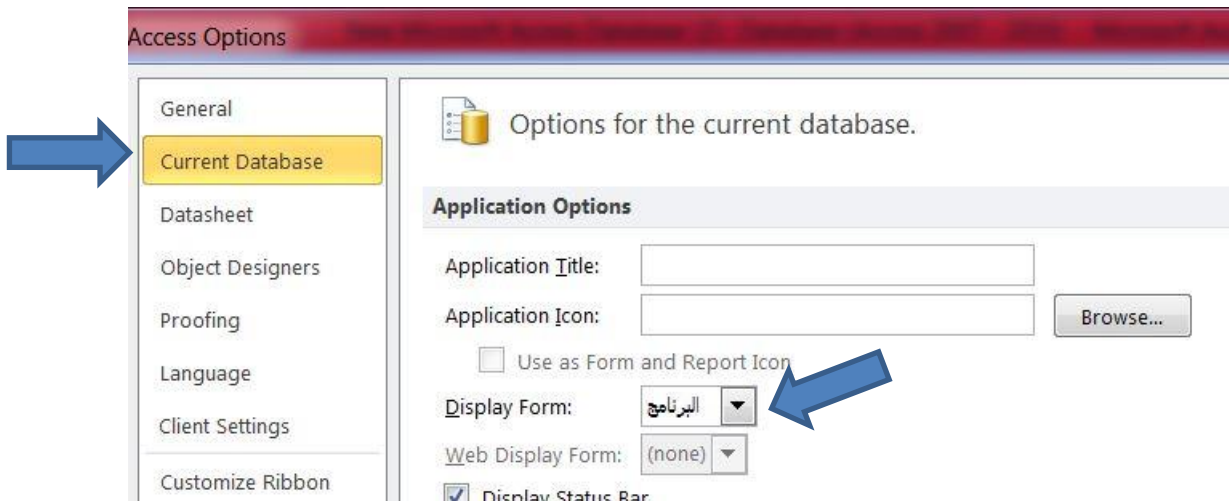 Access Options
General
Current Database
Datasheet
Object Designers
Proofing
Language
Client Settings
Customize Ribbon
Options for the current database.
Application Options
Application Title:
Application Icon:
Browse...
Use as Form and Report Icon
Display Form: البرنامج
Web Display Form: (none)
Display Status Bar